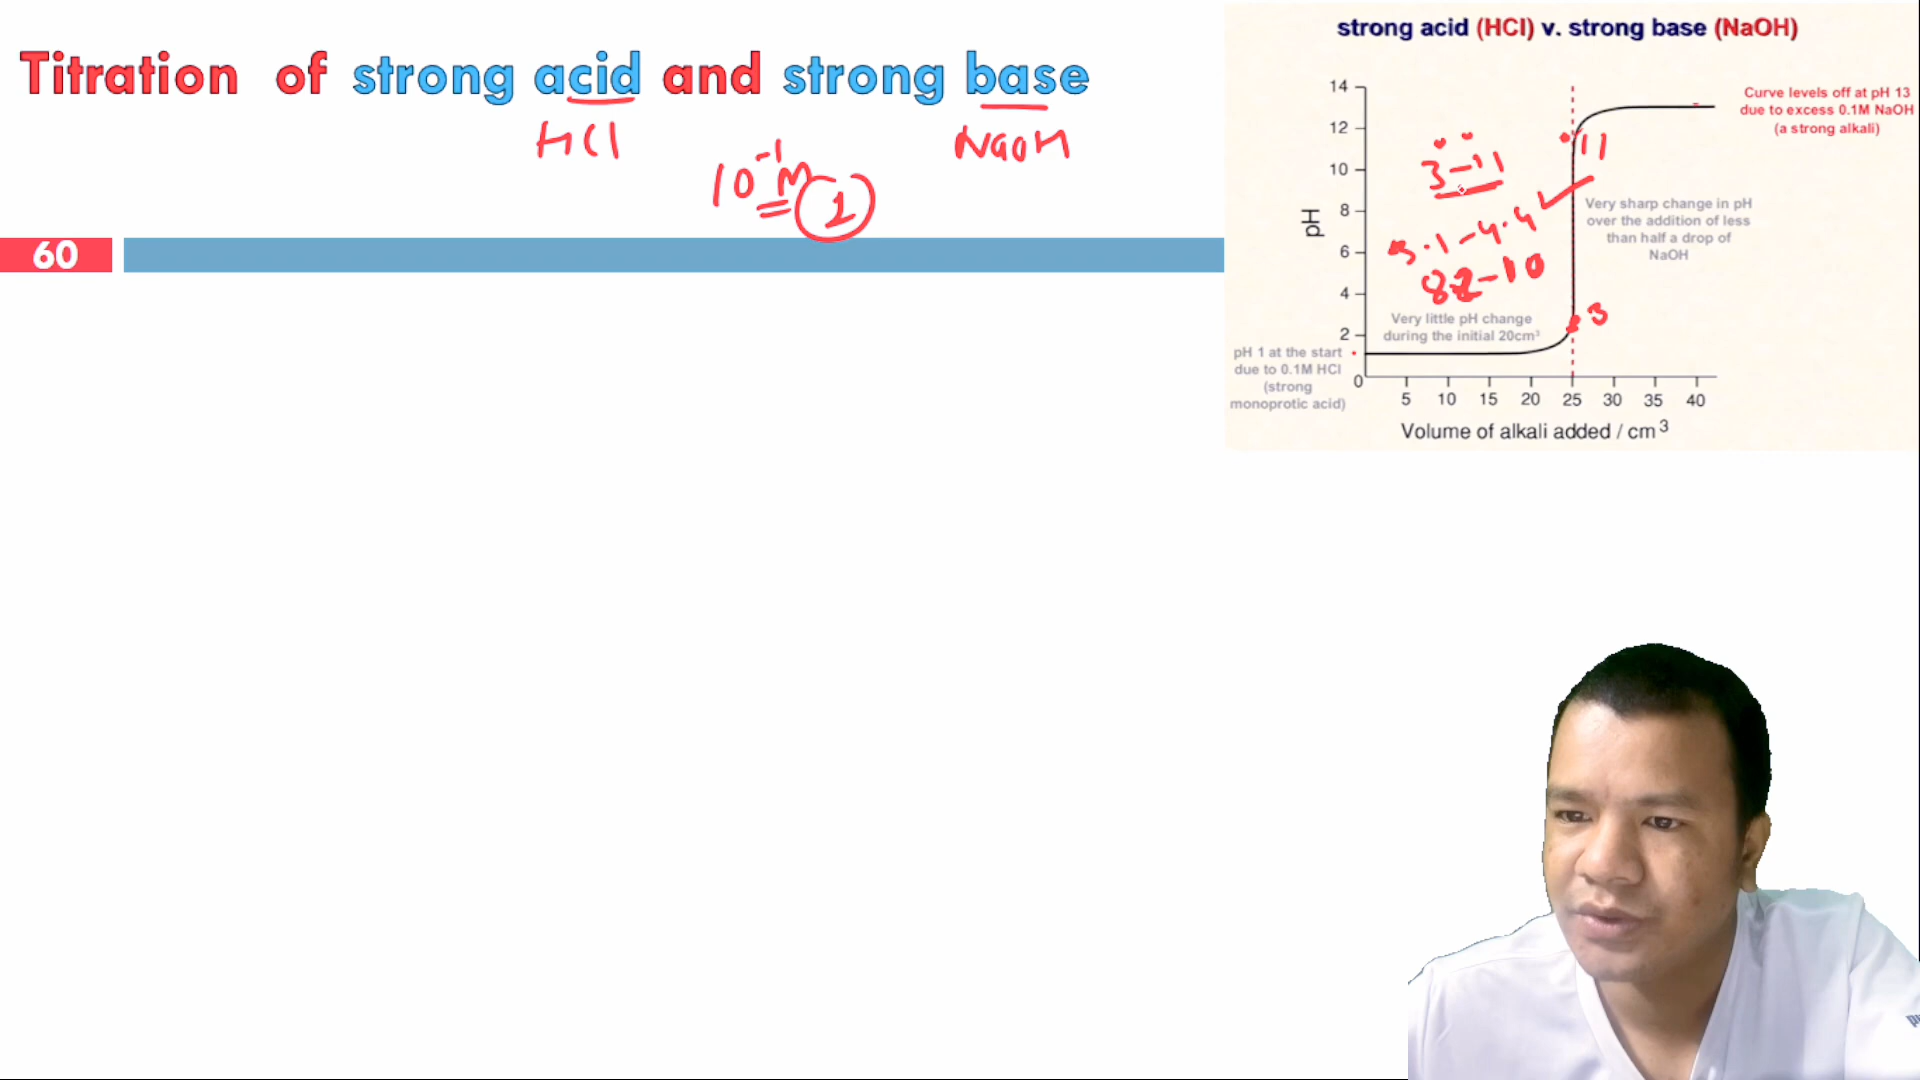 Titration of strong acid and strong base
HCl
NaOH
10⁻¹ M
1
60
strong acid (HCl) v. strong base (NaOH)
14
12
10
8
6
4
2
0
pH
5 10 15 20 25 30 35 40
Volume of alkali added / cm³
Curve levels off at pH 13
due to excess 0.1M NaOH
(a strong alkali)
Very sharp change in pH
over the addition of less
than half a drop of
NaOH
Very little pH change
during the initial 20cm³
pH 1 at the start
due to 0.1M HCl
(strong
monoprotic acid)
3-11
11
3.1-4.4
3